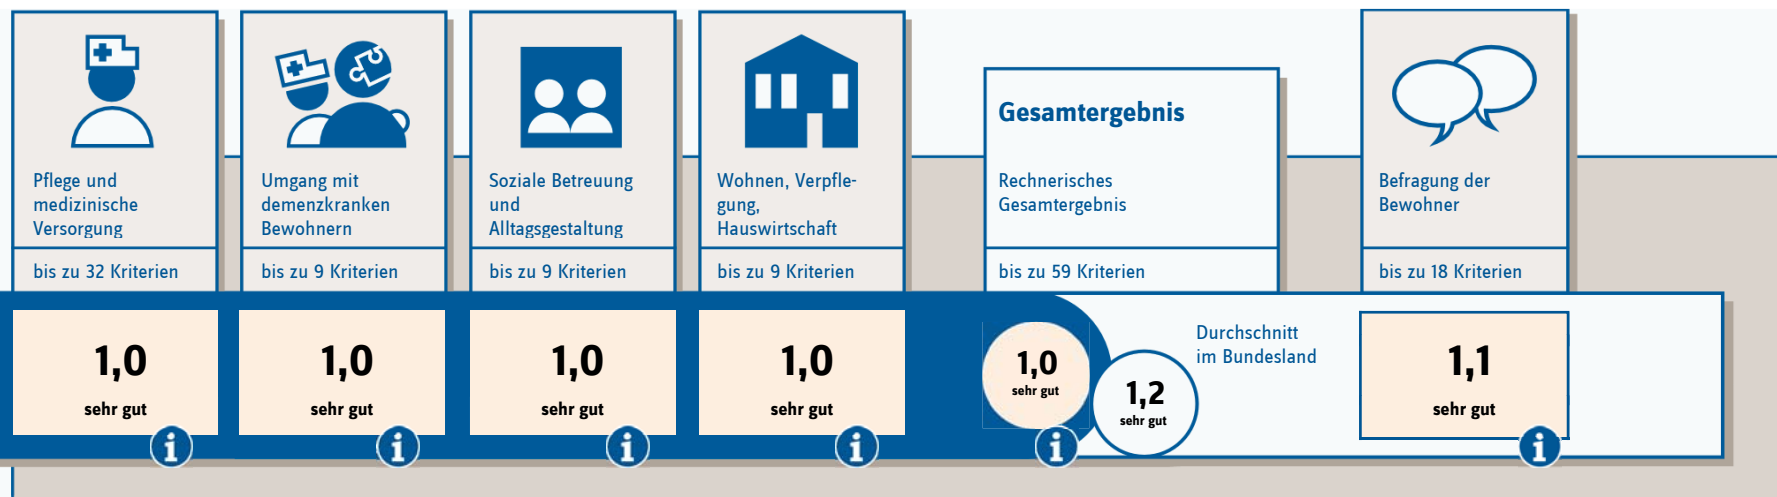 Pflege und
medizinische
Versorgung
bis zu 32 Kriterien
1,0
sehr gut
i
Umgang mit
demenzkranken
Bewohnern
bis zu 9 Kriterien
1,0
sehr gut
i
Soziale Betreuung
und
Alltagsgestaltung
bis zu 9 Kriterien
1,0
sehr gut
i
Wohnen, Verpfle-
gung,
Hauswirtschaft
bis zu 9 Kriterien
1,0
sehr gut
i
Gesamtergebnis
Rechnerisches
Gesamtergebnis
bis zu 59 Kriterien
1,0
sehr gut
i
1,2
sehr gut
Durchschnitt
im Bundesland
Befragung der
Bewohner
bis zu 18 Kriterien
1,1
sehr gut
i